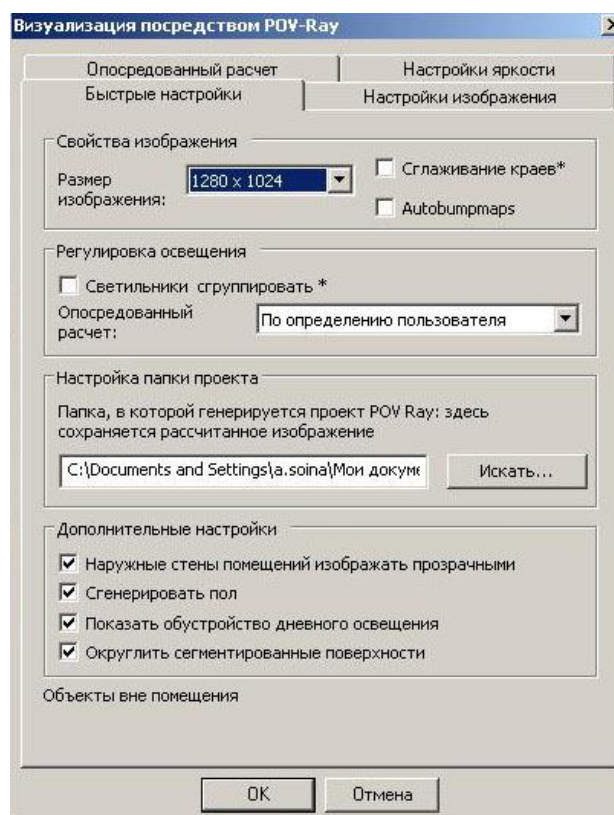 Визуализация посредством POV-Ray
Опосредованный расчет
Настройки яркости
Быстрые настройки
Настройки изображения
Свойства изображения
Размер
изображения:
1280 x 1024
Сглаживание краев*
Autobumpmaps
Регулировка освещения
Светильники сгруппировать *
Опосредованный
расчет:
По определению пользователя
Настройка папки проекта
Папка, в которой генерируется проект POV Ray: здесь
сохраняется рассчитанное изображение
C:\Documents and Settings\a.soina\Мои докуме
Искать...
Дополнительные настройки
Наружные стены помещений изображать прозрачными
Сгенерировать пол
Показать обустройство дневного освещения
Округлить сегментированные поверхности
Объекты вне помещения
OK
Отмена